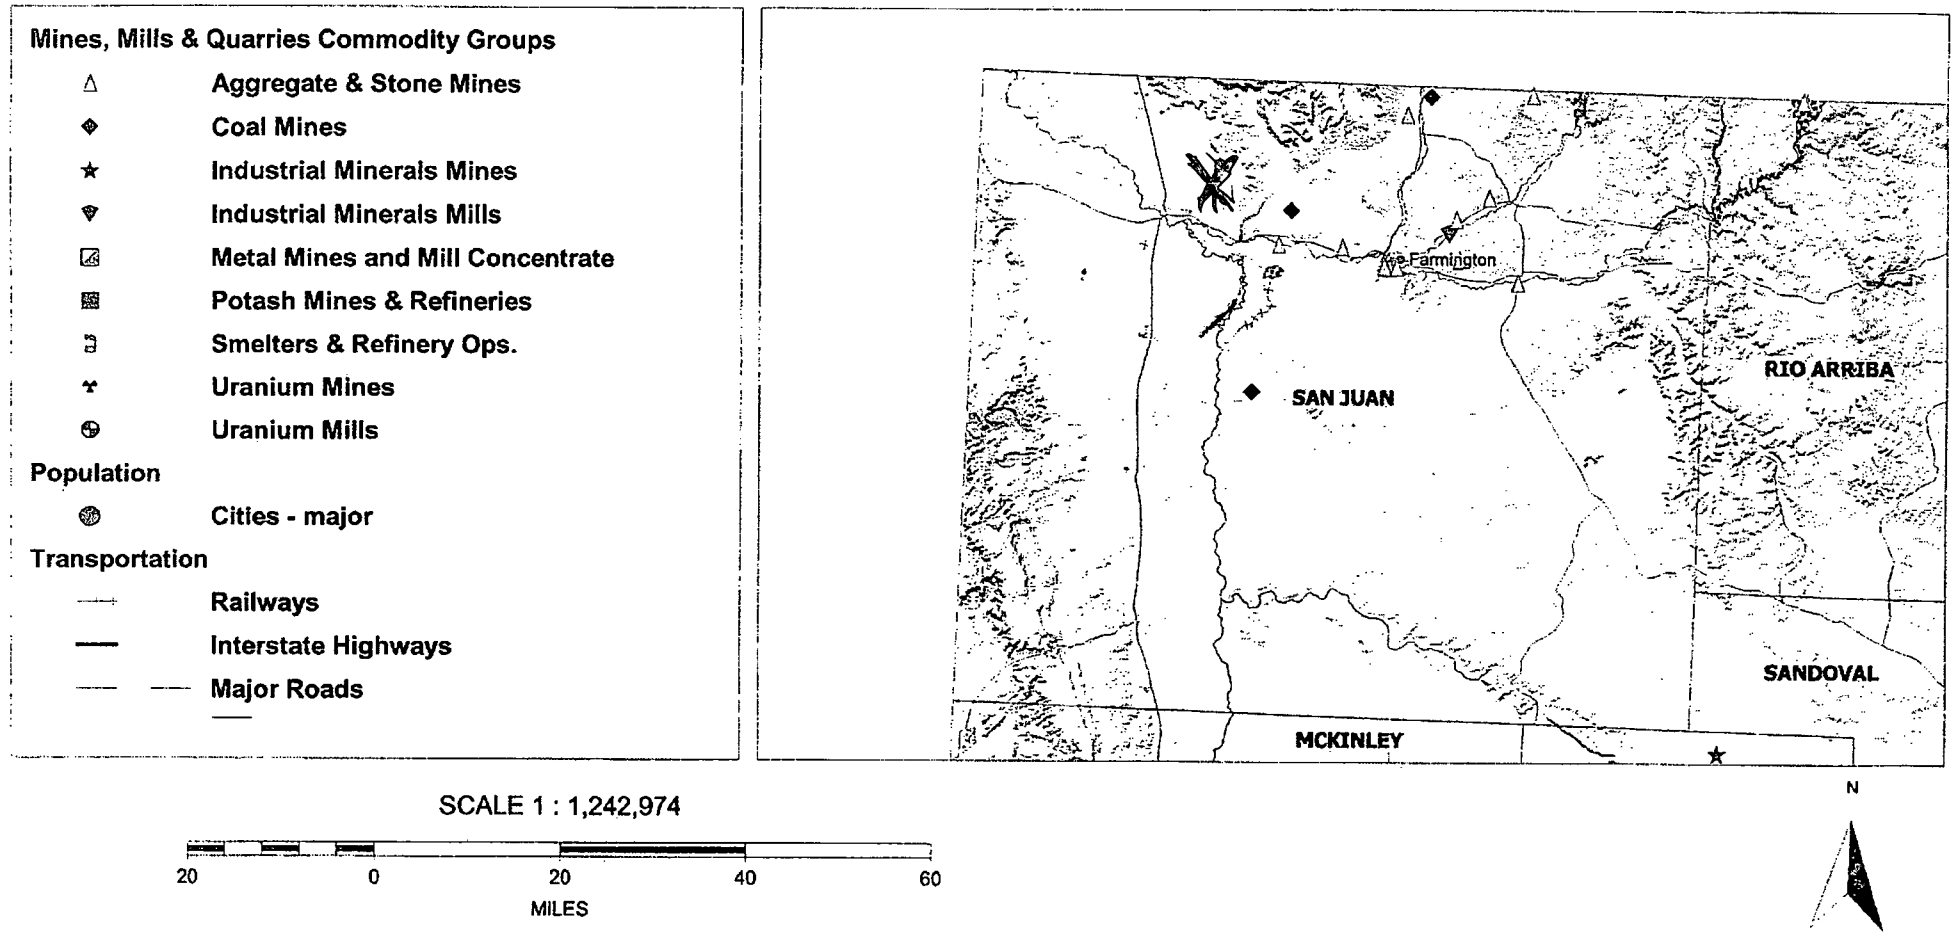 Mines, Mills & Quarries Commodity Groups
Aggregate & Stone Mines
Coal Mines
Industrial Minerals Mines
Industrial Minerals Mills
Metal Mines and Mill Concentrate
Potash Mines & Refineries
Smelters & Refinery Ops.
Uranium Mines
Uranium Mills
Population
Cities - major
Transportation
Railways
Interstate Highways
Major Roads
Farmington
RIO ARRIBA
SAN JUAN
SANDOVAL
MCKINLEY
N
SCALE 1 : 1,242,974
20 0 20 40 60
MILES